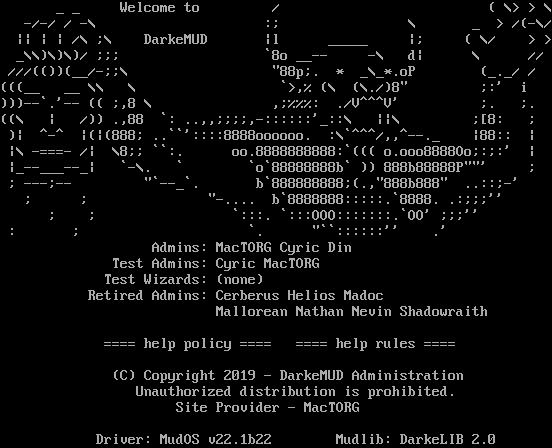 Welcome to
DarkeMUD
Admins: MacTORG Cyric Din
Test Admins: Cyric MacTORG
Test Wizards: (none)
Retired Admins: Cerberus Helios Madoc
Mallorean Nathan Nevin Shadowraith
==== help policy ==== ==== help rules ====
(C) Copyright 2019 - DarkeMUD Administration
Unauthorized distribution is prohibited.
Site Provider - MacTORG
Driver: MudOS v22.1b22 Mudlib: DarkeLIB 2.0